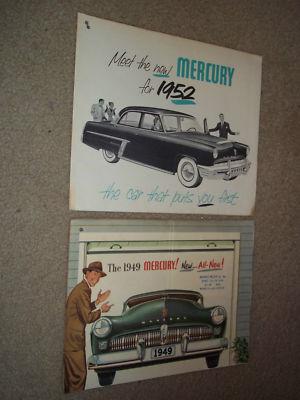 Meet the new MERCURY
for 1952
the car that puts you first
The 1949 MERCURY! New... All-New!
MERCURY
1949